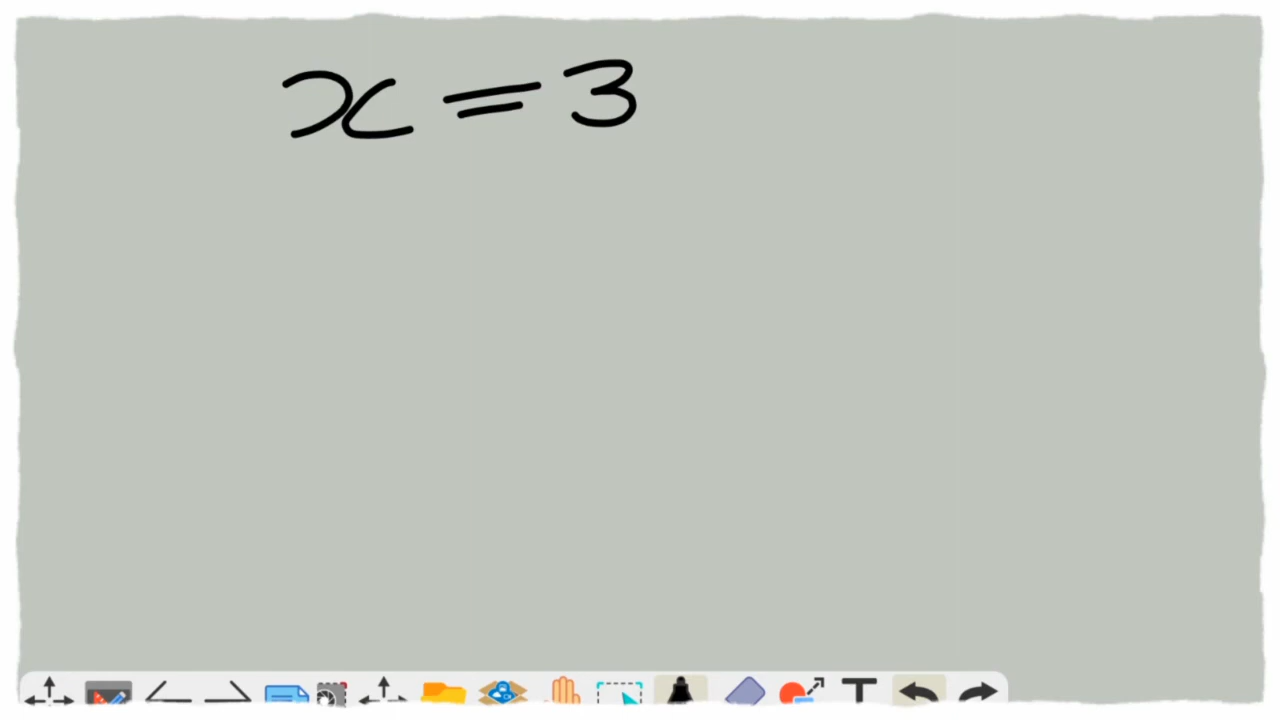 x = 3